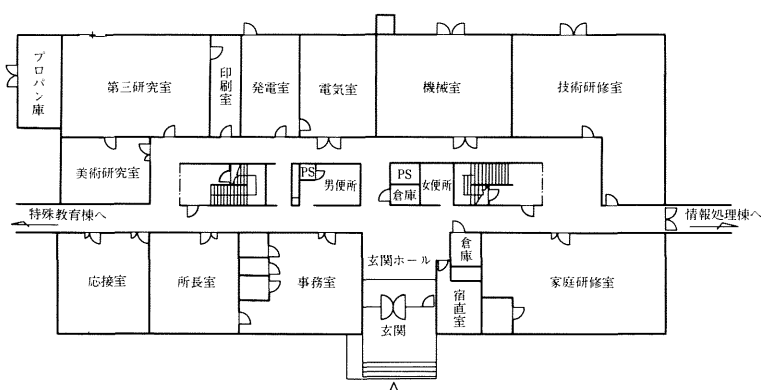 プロパン庫
第三研究室
印刷室
発電室
電気室
機械室
技術研修室
美術研究室
PS
男便所
PS
倉庫
女便所
特殊教育棟へ
情報処理棟へ
応接室
所長室
事務室
玄関ホール
倉庫
宿直室
家庭研修室
玄関